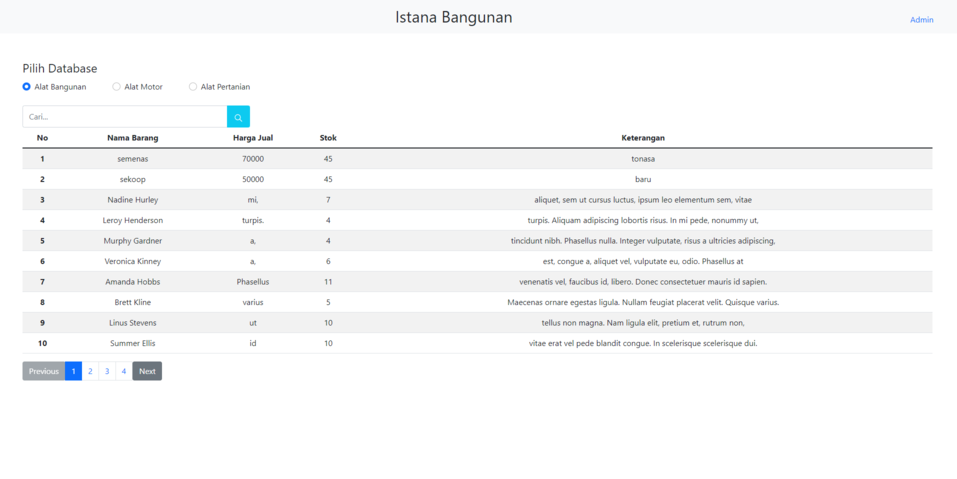 Istana Bangunan
Admin
Pilih Database
Alat Bangunan Alat Motor Alat Pertanian
Cari...
No Nama Barang Harga Jual Stok Keterangan
1 semenas 70000 45 tonasa
2 sekoop 50000 45 baru
3 Nadine Hurley mi, 7 aliquet, sem ut cursus luctus, ipsum leo elementum sem, vitae
4 Leroy Henderson turpis. 4 turpis. Aliquam adipiscing lobortis risus. In mi pede, nonummy ut,
5 Murphy Gardner a, 4 tincidunt nibh. Phasellus nulla. Integer vulputate, risus a ultricies adipiscing,
6 Veronica Kinney a, 6 est, congue a, aliquet vel, vulputate eu, odio. Phasellus at
7 Amanda Hobbs Phasellus 11 venenatis vel, faucibus id, libero. Donec consectetuer mauris id sapien.
8 Brett Kline varius 5 Maecenas ornare egestas ligula. Nullam feugiat placerat velit. Quisque varius.
9 Linus Stevens ut 10 tellus non magna. Nam ligula elit, pretium et, rutrum non,
10 Summer Ellis id 10 vitae erat vel pede blandit congue. In scelerisque scelerisque dui.
Previous 1 2 3 4 Next